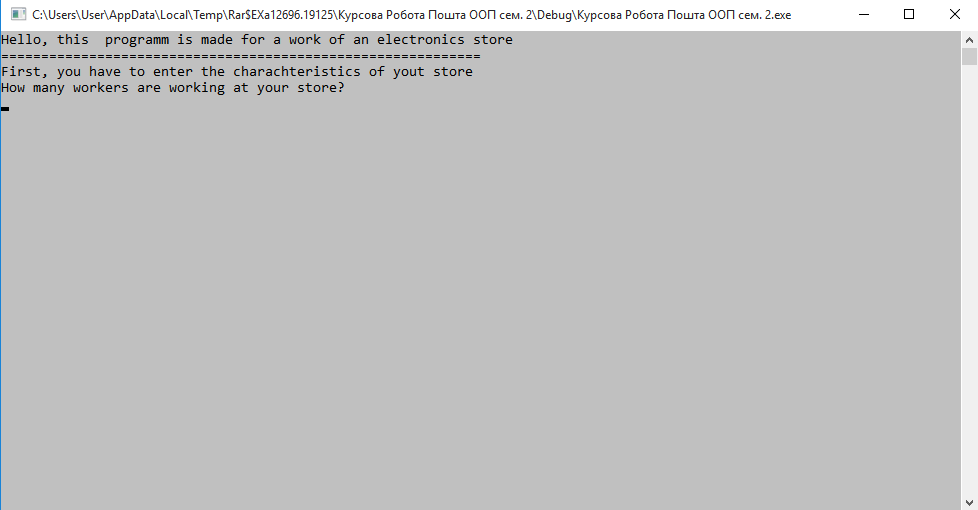 C:\Users\User\AppData\Local\Temp\Rar$EXa12696.19125\Курсова Робота Пошта ООП сем. 2\Debug\Курсова Робота Пошта ООП сем. 2.exe
Hello, this  programm is made for a work of an electronics store
============================================================
First, you have to enter the charachteristics of yout store
How many workers are working at your store?